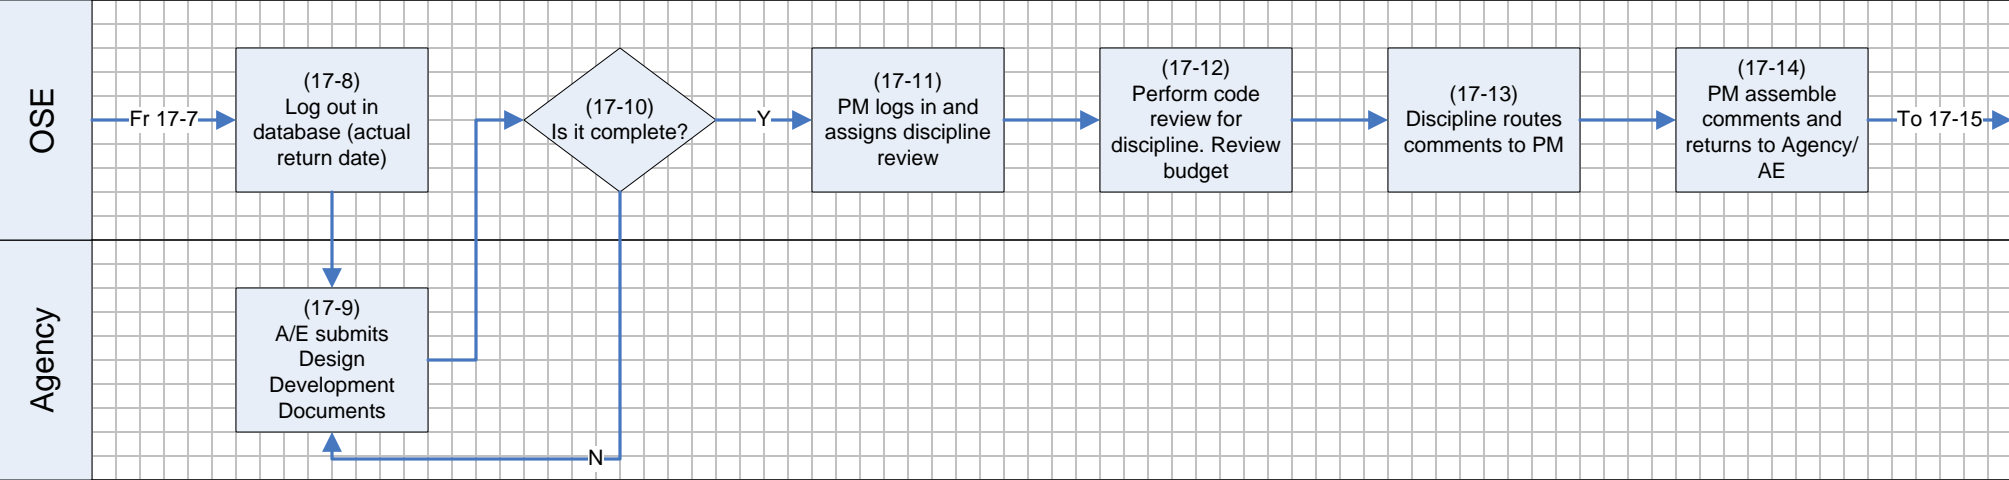 OSE
Fr 17-7
(17-8)
Log out in
database (actual
return date)
(17-10)
Is it complete?
Y
(17-11)
PM logs in and
assigns discipline
review
(17-12)
Perform code
review for
discipline. Review
budget
(17-13)
Discipline routes
comments to PM
(17-14)
PM assemble
comments and
returns to Agency/
AE
To 17-15
Agency
(17-9)
A/E submits
Design
Development
Documents
N